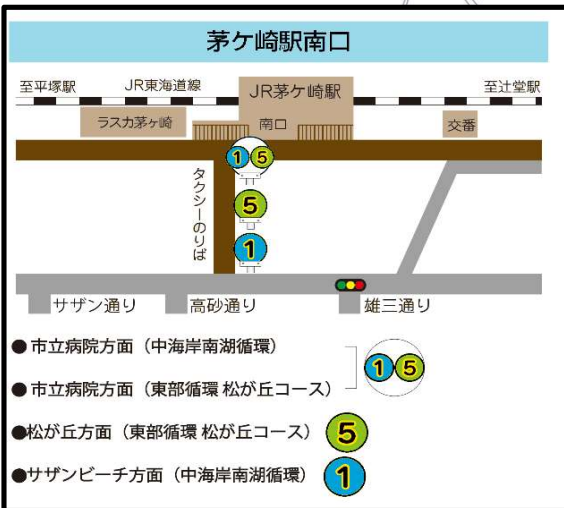 茅ケ崎駅南口
至平塚駅 JR東海道線 JR茅ケ崎駅 至辻堂駅
ラスカ茅ヶ崎 南口 交番
1 5
タクシーのりば
5
1
サザン通り 高砂通り 雄三通り
●市立病院方面（中海岸南湖循環）
●市立病院方面（東部循環 松が丘コース）
1 5
●松が丘方面（東部循環 松が丘コース） 5
●サザンビーチ方面（中海岸南湖循環） 1